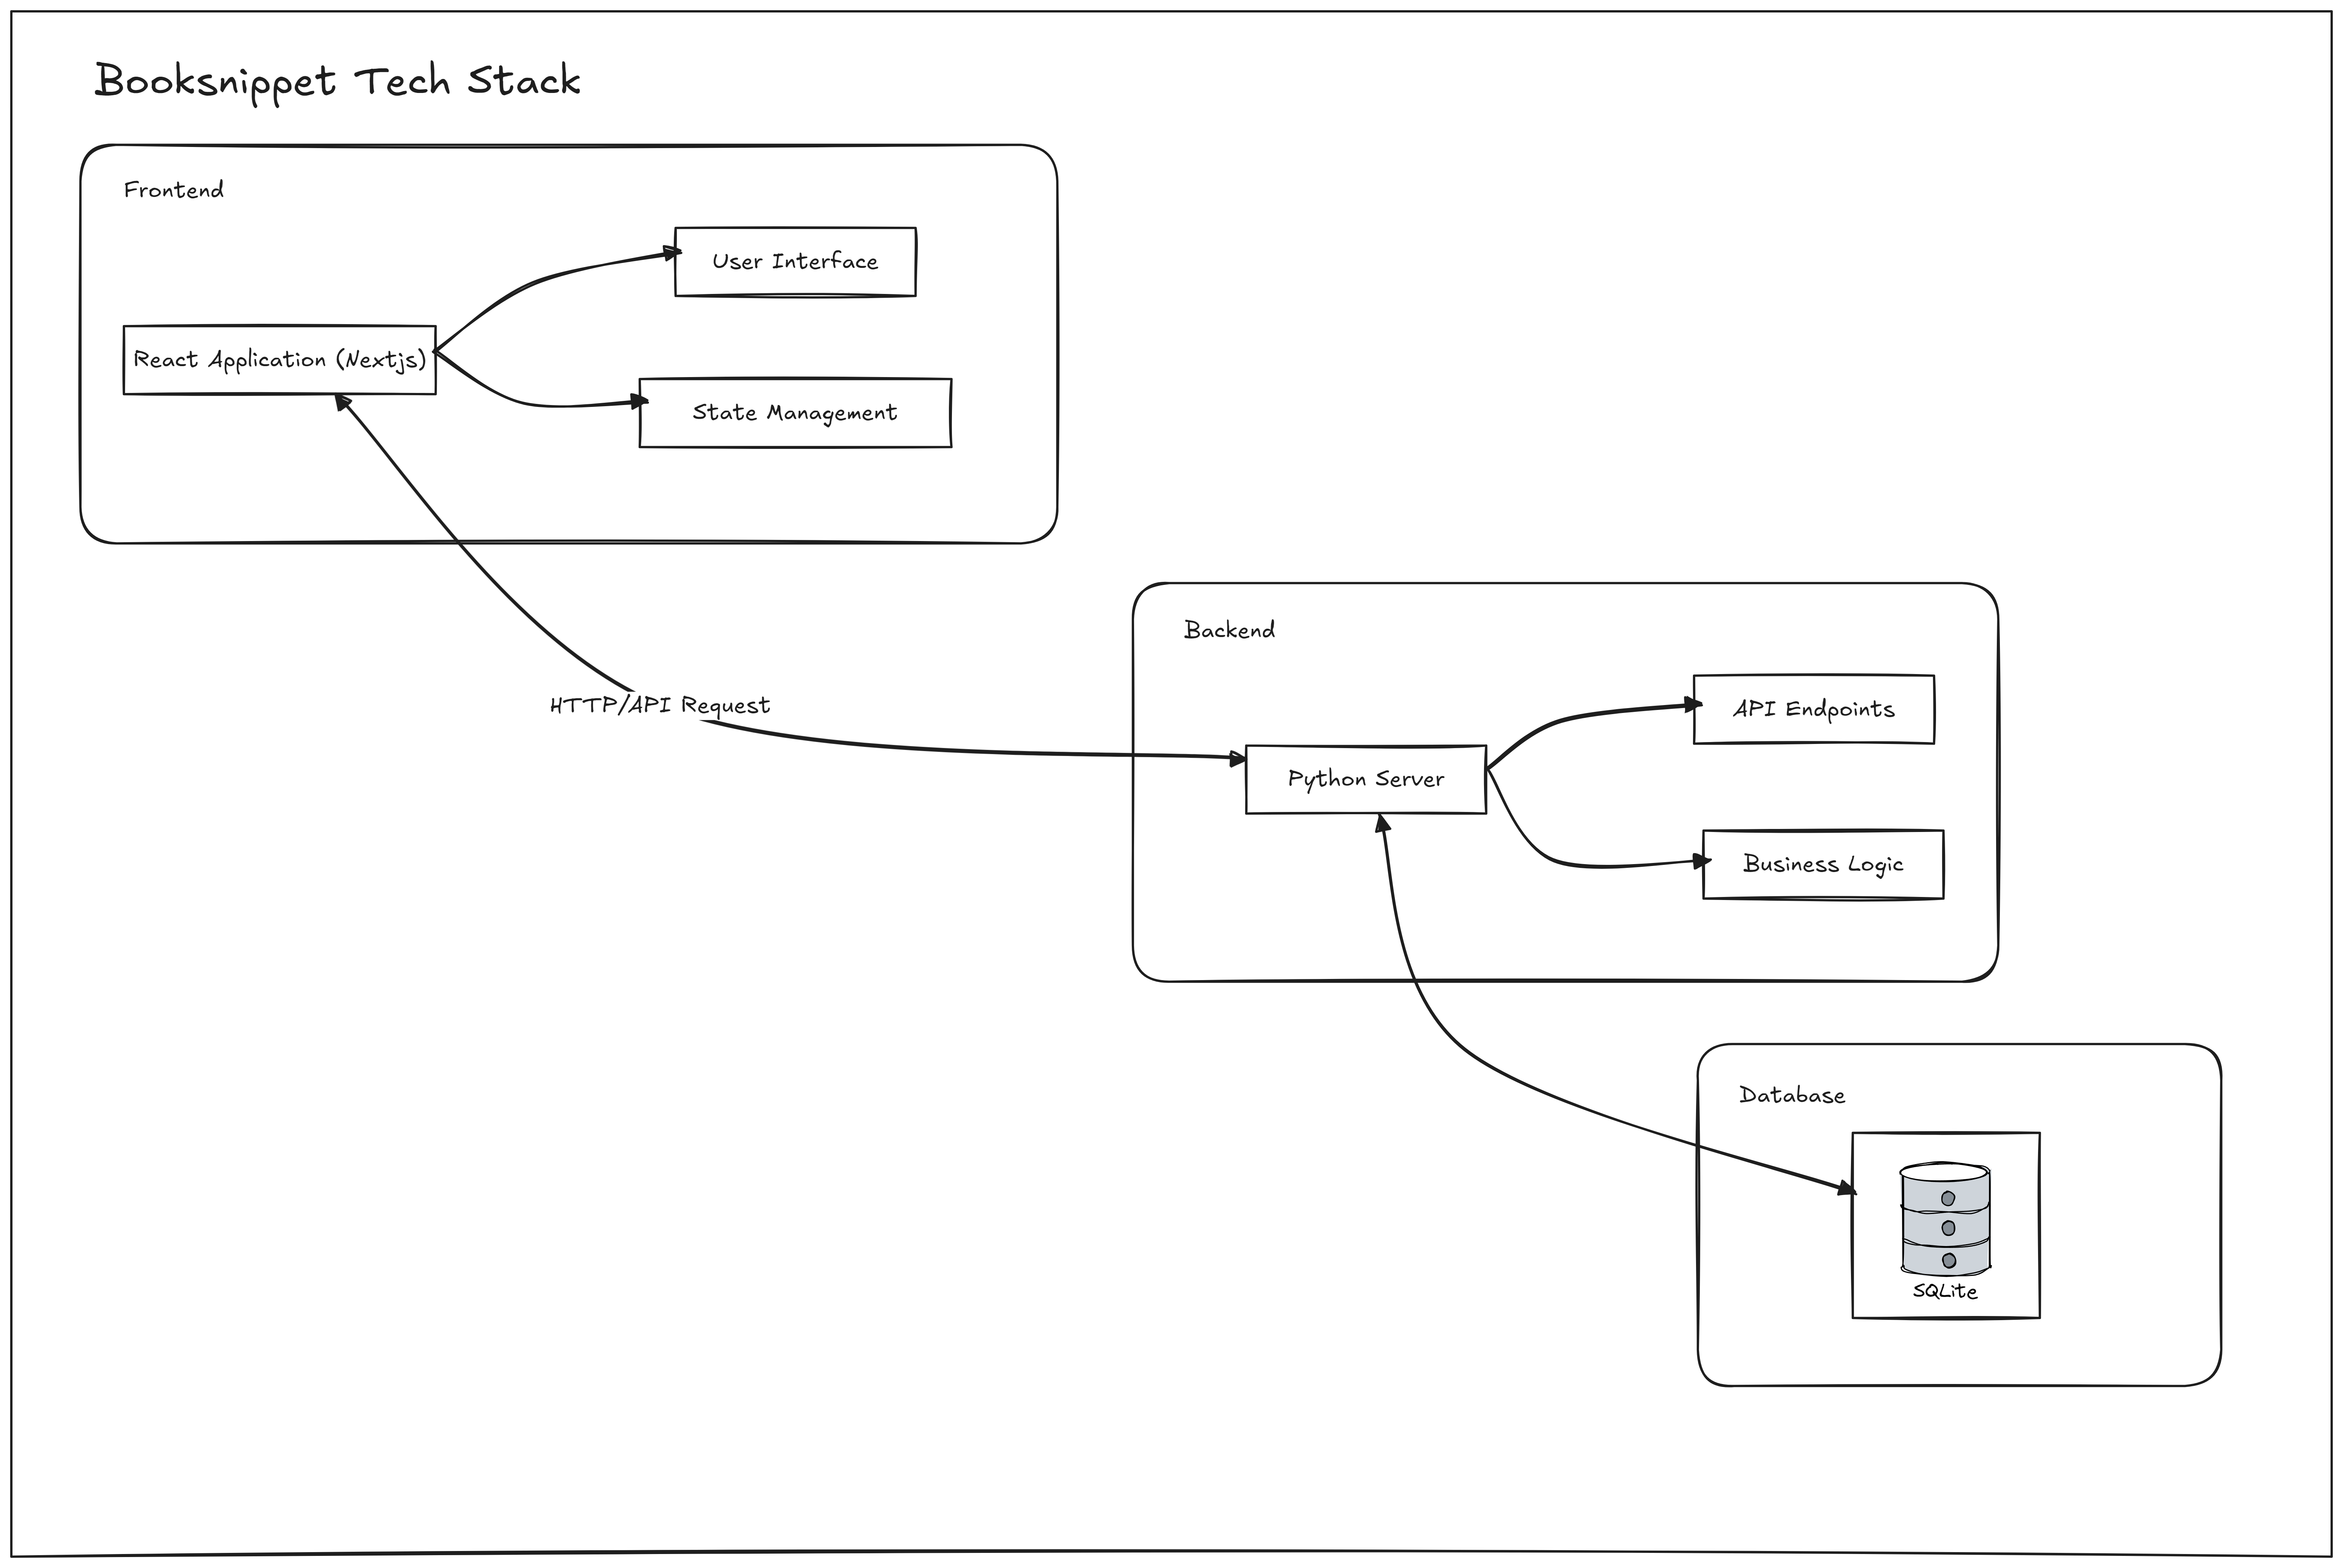 Booksnippet Tech Stack
Frontend
User Interface
React Application (Nextjs)
State Management
HTTP/API Request
Backend
API Endpoints
Python Server
Business Logic
Database
SQLite